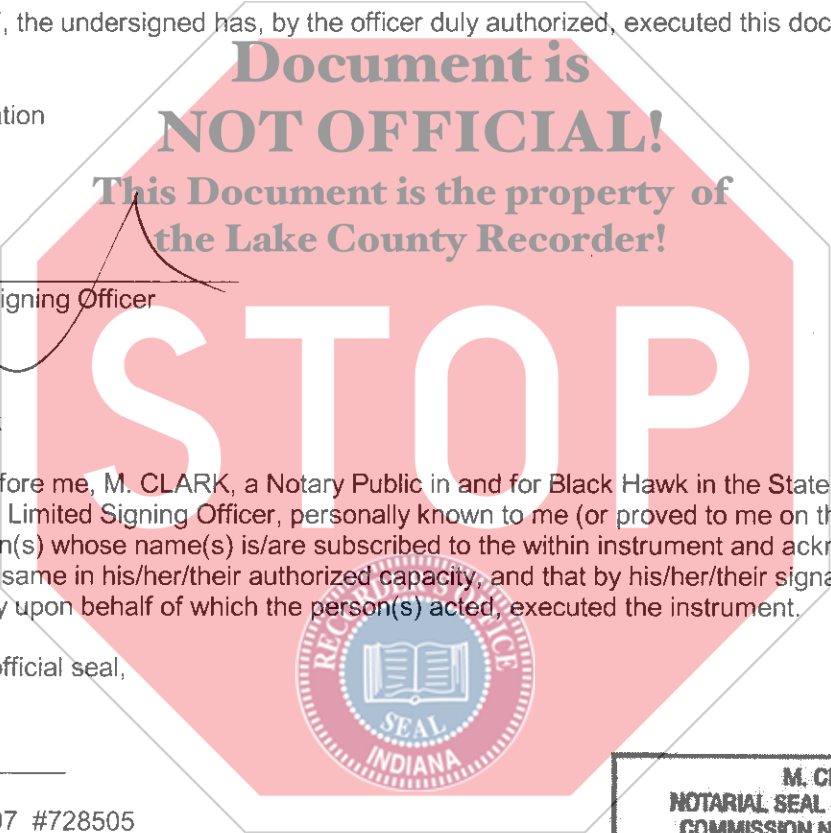 , the undersigned has, by the officer duly authorized, executed this doc
Document is
NOT OFFICIAL!
ation
This Document is the property of
the Lake County Recorder!
igning Officer
STOP
fore me, M. CLARK, a Notary Public in and for Black Hawk in the State
Limited Signing Officer, personally known to me (or proved to me on th
n(s) whose name(s) is/are subscribed to the within instrument and ackn
same in his/her/their authorized capacity, and that by his/her/their signa
y upon behalf of which the person(s) acted, executed the instrument.
RECORDER'S OFFICE
SEAL
INDIANA
official seal,
M. Cl
NOTARIAL SEAL
COMMISSION N
07 #728505